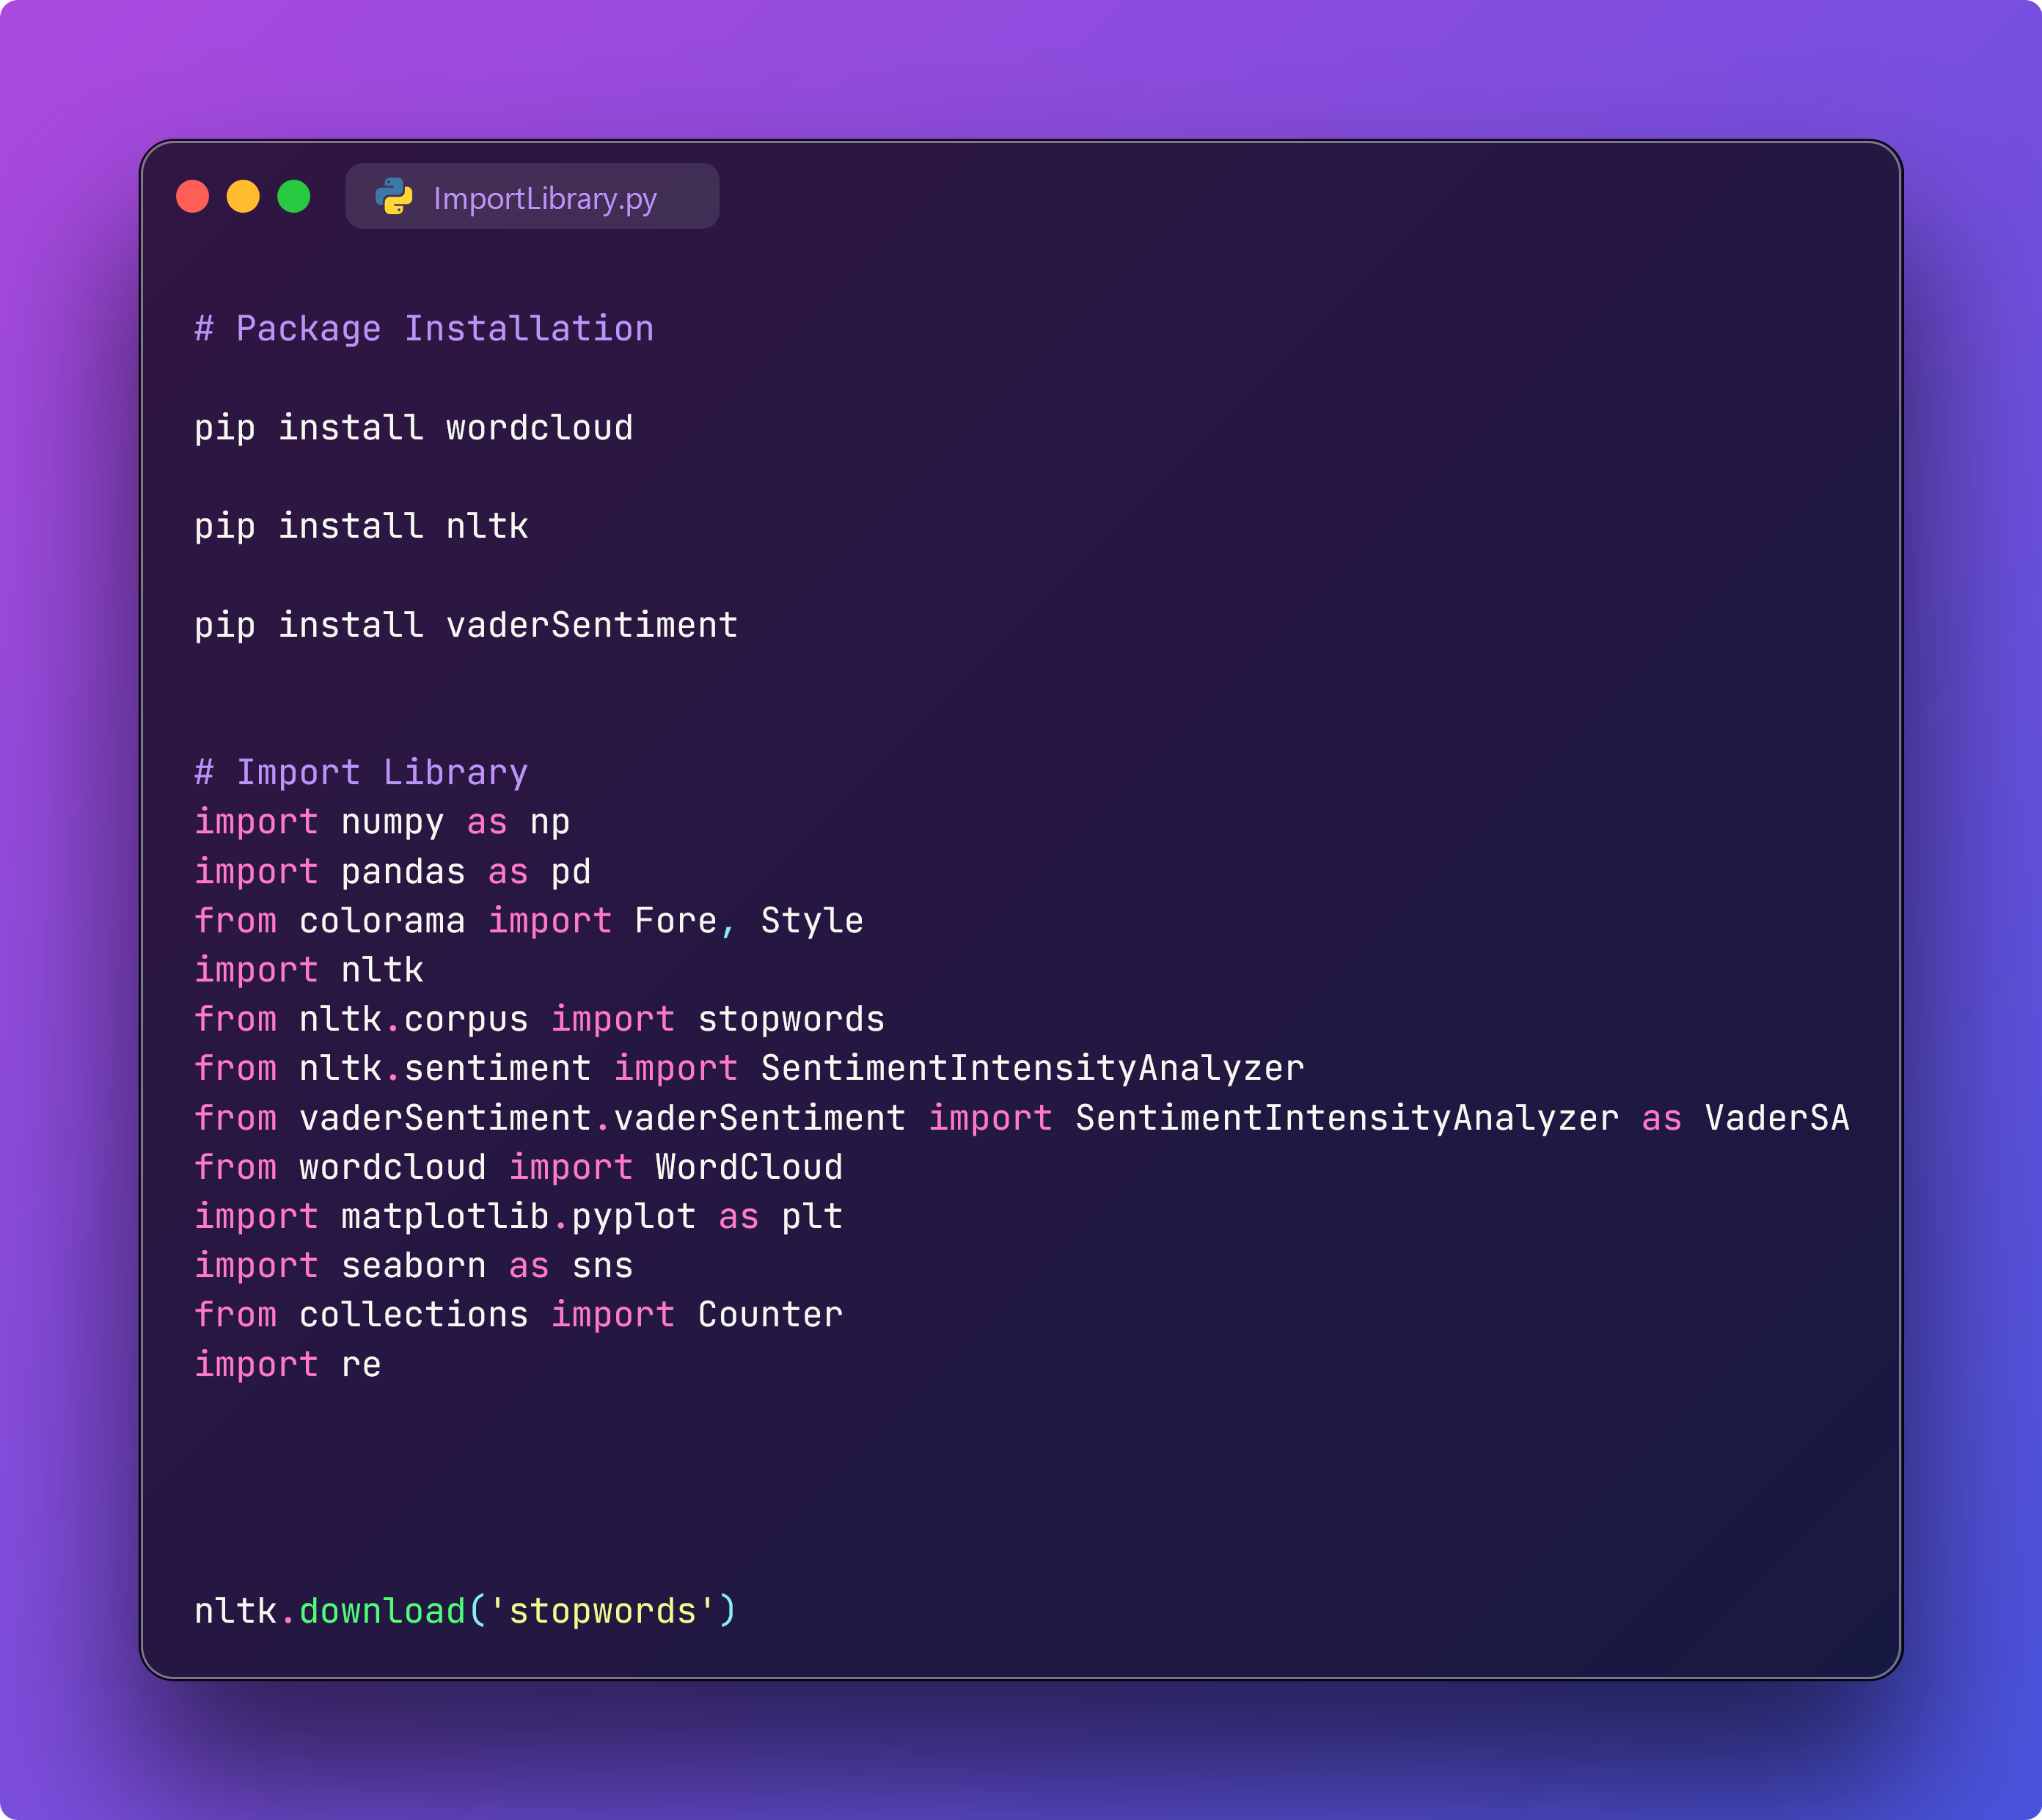 ImportLibrary.py
# Package Installation
pip install wordcloud
pip install nltk
pip install vaderSentiment
# Import Library
import numpy as np
import pandas as pd
from colorama import Fore, Style
import nltk
from nltk.corpus import stopwords
from nltk.sentiment import SentimentIntensityAnalyzer
from vaderSentiment.vaderSentiment import SentimentIntensityAnalyzer as VaderSA
from wordcloud import WordCloud
import matplotlib.pyplot as plt
import seaborn as sns
from collections import Counter
import re
nltk.download('stopwords')